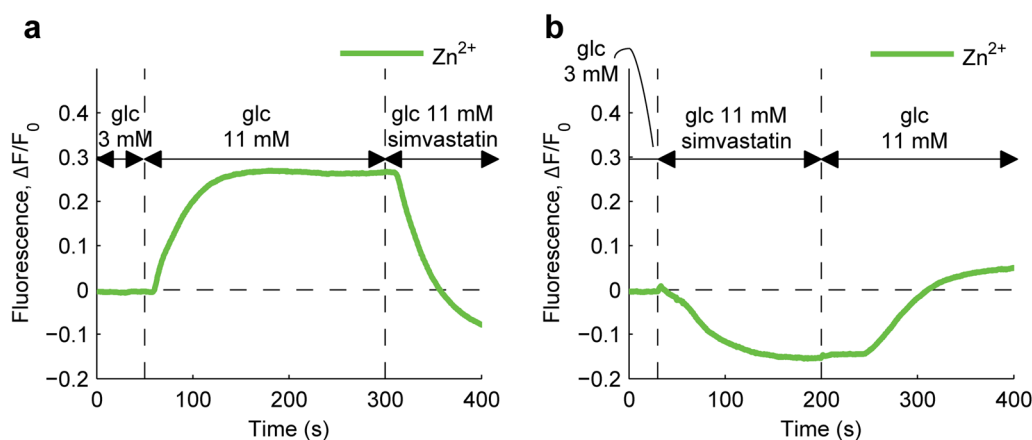 a
Zn²⁺
glc
3 mM
glc
11 mM
glc 11 mM
simvastatin
0.4
0.3
0.2
0.1
0
−0.1
−0.2
Fluorescence, ΔF/F₀
0
100
200
300
400
Time (s)
b
glc
3 mM
Zn²⁺
glc 11 mM
simvastatin
glc
11 mM
0.4
0.3
0.2
0.1
0
−0.1
−0.2
Fluorescence, ΔF/F₀
0
100
200
300
400
Time (s)